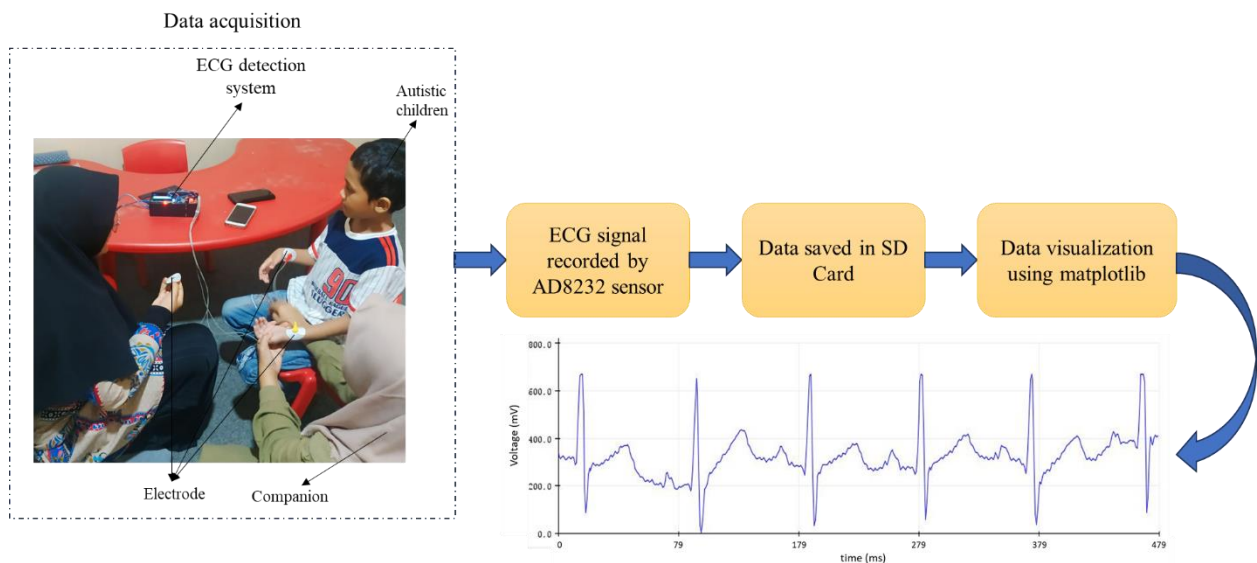 Data acquisition
ECG detection
system
Autistic
children
90
Electrode
Companion
ECG signal
recorded by
AD8232 sensor
Data saved in SD
Card
Data visualization
using matplotlib
800.0
600.0
400.0
200.0
0.0
Voltage (mV)
0
79
179
279
379
479
time (ms)